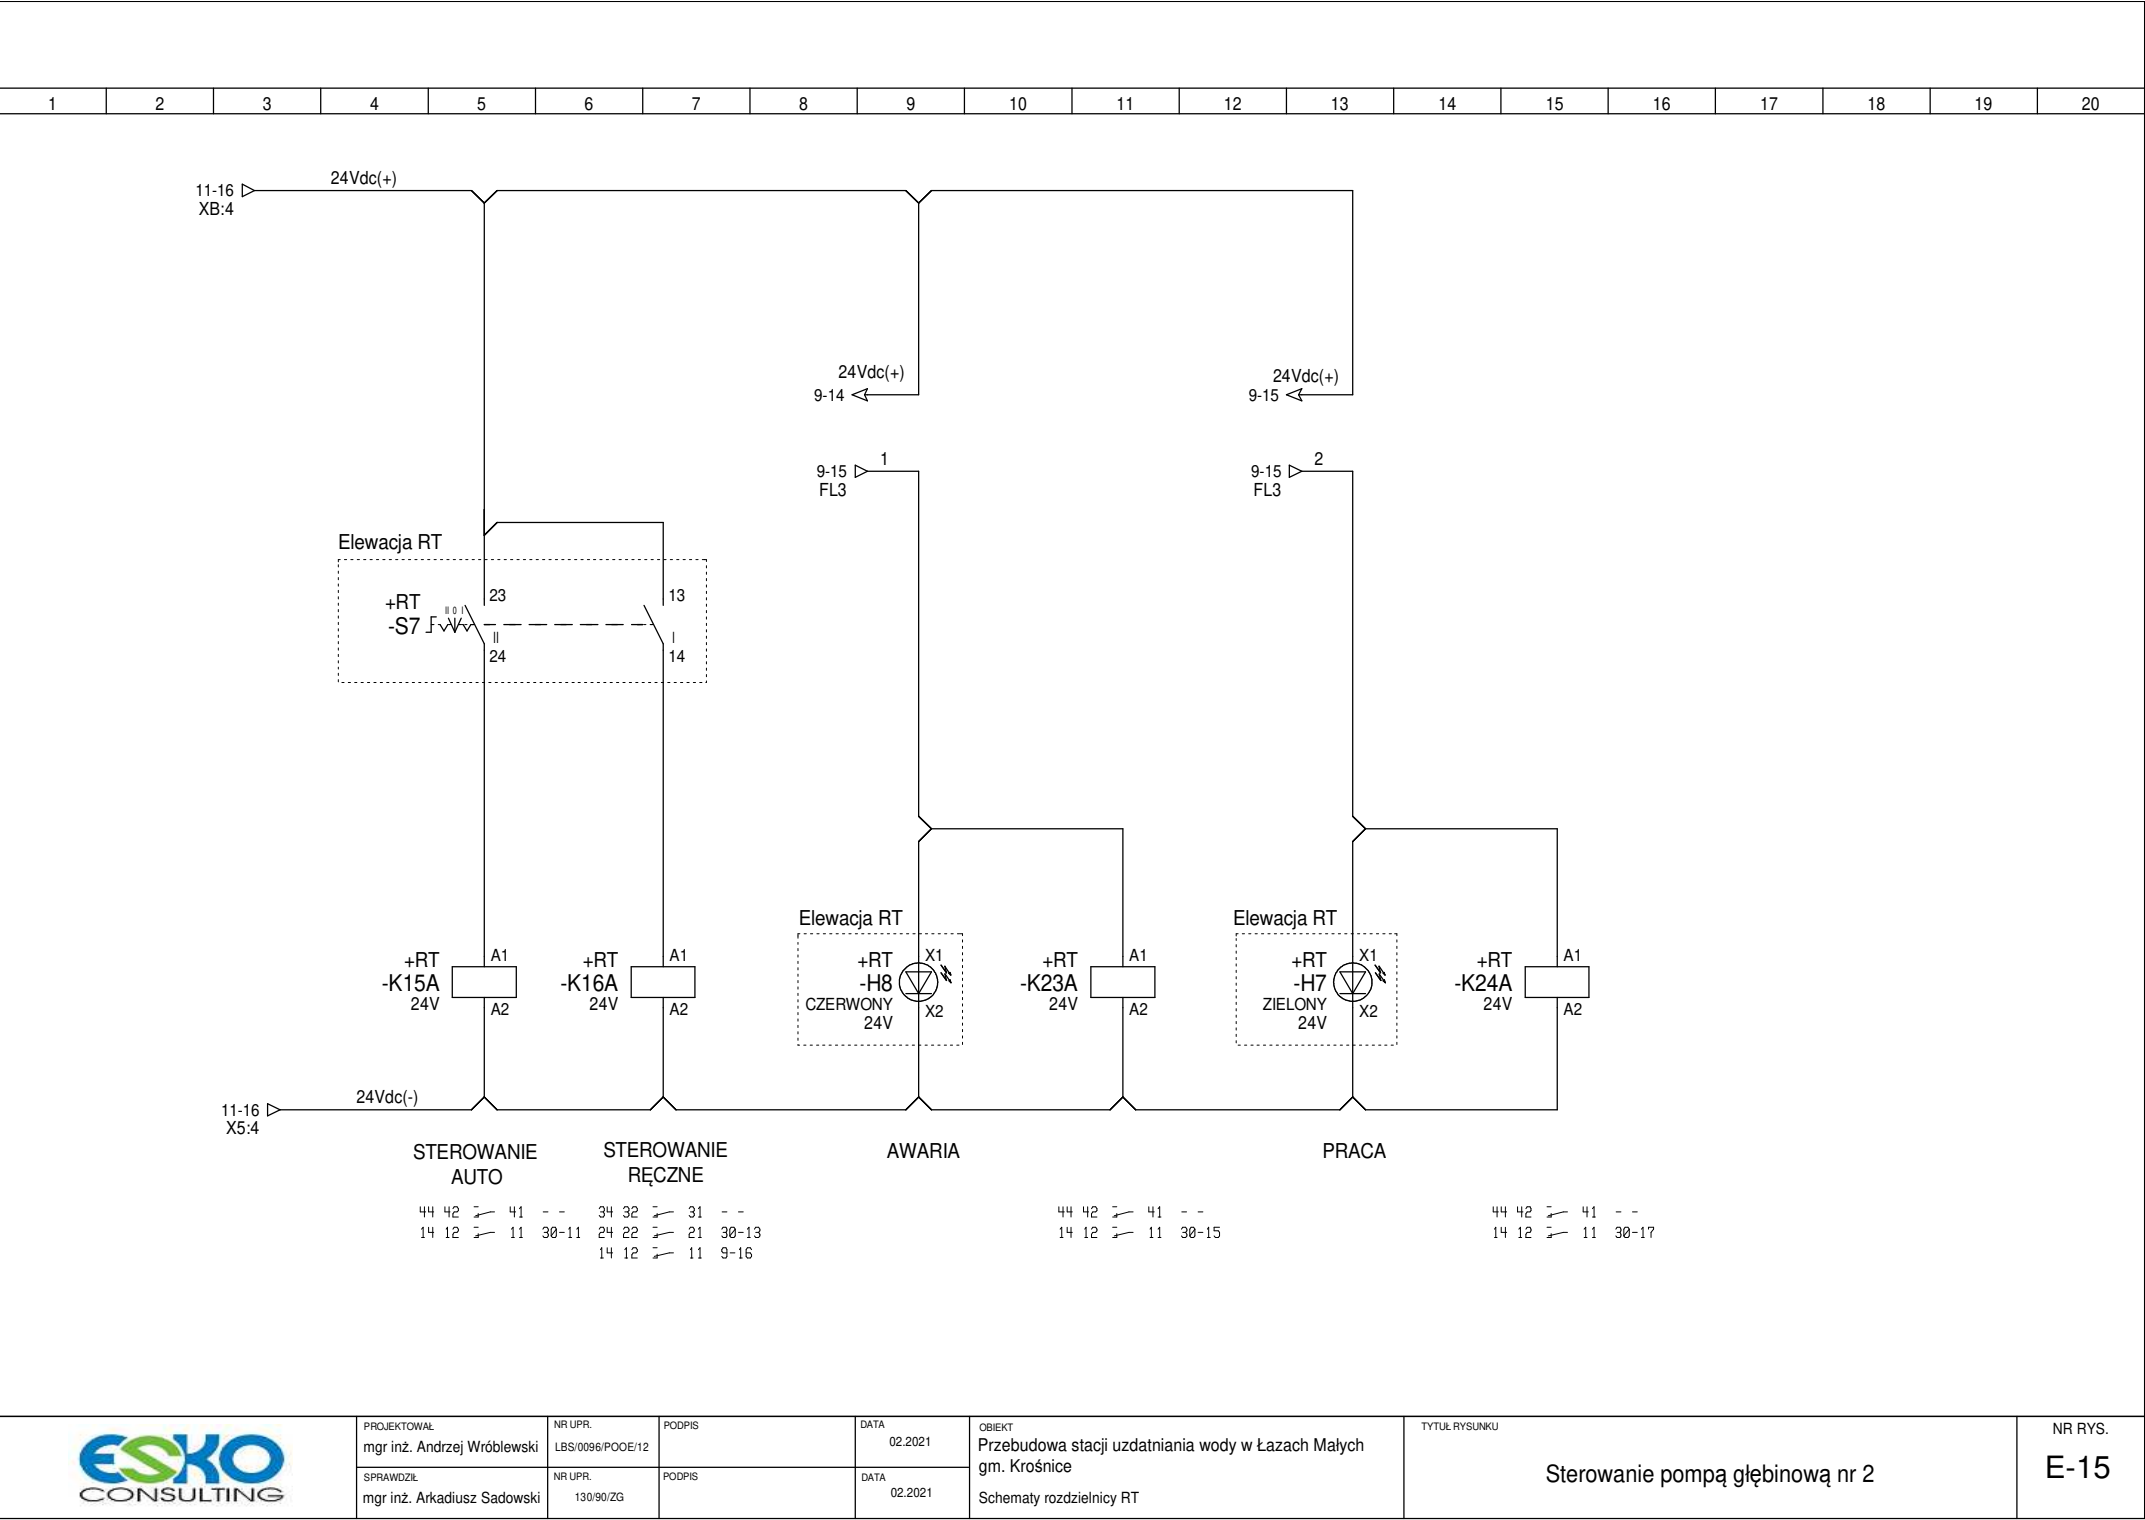 1 2 3 4 5 6 7 8 9 10 11 12 13 14 15 16 17 18 19 20
11-16
XB:4
24Vdc(+)
24Vdc(+)
9-14
24Vdc(+)
9-15
9-15
FL3
1
9-15
FL3
2
Elewacja RT
+RT
-S7
II 0 I
23
II
24
13
I
14
+RT
-K15A
24V
A1
A2
+RT
-K16A
24V
A1
A2
Elewacja RT
+RT
-H8
CZERWONY
24V
X1
X2
+RT
-K23A
24V
A1
A2
Elewacja RT
+RT
-H7
ZIELONY
24V
X1
X2
+RT
-K24A
24V
A1
A2
11-16
X5:4
24Vdc(-)
STEROWANIE
AUTO
STEROWANIE
RĘCZNE
AWARIA
PRACA
44 42 41 - -
14 12 11 30-11
34 32 31 - -
24 22 21 30-13
14 12 11 9-16
44 42 41 - -
14 12 11 30-15
44 42 41 - -
14 12 11 30-17
ESKO
CONSULTING
PROJEKTOWAŁ
mgr inż. Andrzej Wróblewski
NR UPR.
LBS/0096/POOE/12
PODPIS
DATA
02.2021
SPRAWDZIŁ
mgr inż. Arkadiusz Sadowski
NR UPR.
130/90/ZG
PODPIS
DATA
02.2021
OBIEKT
Przebudowa stacji uzdatniania wody w Łazach Małych
gm. Krośnice
Schematy rozdzielnicy RT
TYTUŁ RYSUNKU
Sterowanie pompą głębinową nr 2
NR RYS.
E-15